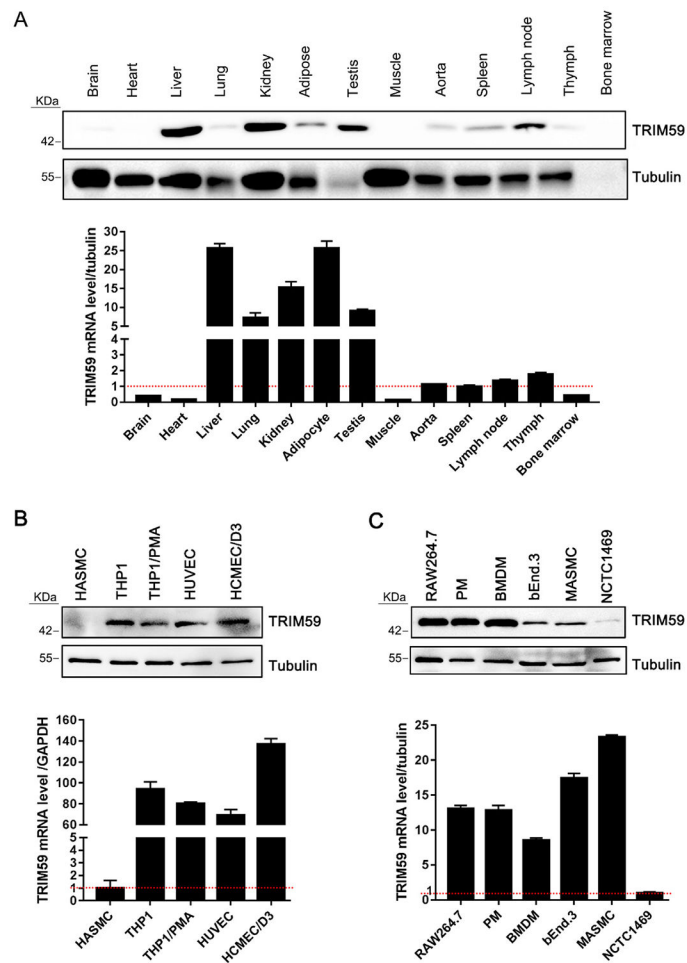 A
Brain Heart Liver Lung Kidney Adipose Testis Muscle Aorta Spleen Lymph node Thymph Bone marrow
KDa
42
TRIM59
55
Tubulin
TRIM59 mRNA level/tubulin
30
25
20
15
10
5
4
3
2
1
0
Brain Heart Liver Lung Kidney Adipocyte Testis Muscle Aorta Spleen Lymph node Thymph Bone marrow
B
HASMC THP1 THP1/PMA HUVEC HCMEC/D3
KDa
42
TRIM59
55
Tubulin
TRIM59 mRNA level /GAPDH
160
140
120
100
80
60
5
4
3
2
1
0
HASMC THP1 THP1/PMA HUVEC HCMEC/D3
C
RAW264.7 PM BMDM bEnd.3 MASMC NCTC1469
KDa
42
TRIM59
55
Tubulin
TRIM59 mRNA level/tubulin
25
20
15
10
5
1
0
RAW264.7 PM BMDM bEnd.3 MASMC NCTC1469